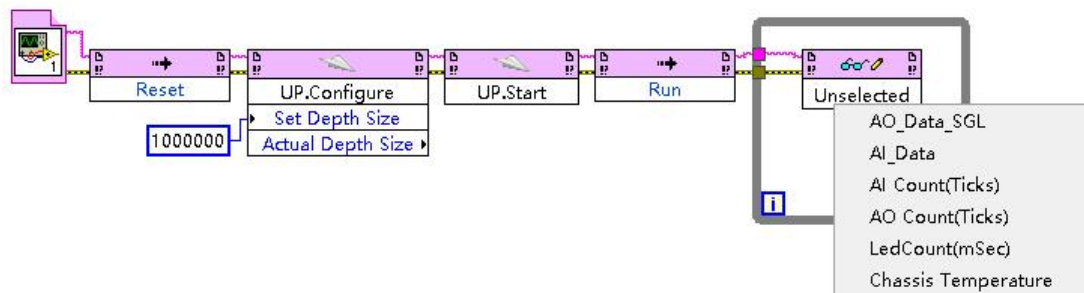 1
Reset
UP.Configure
Set Depth Size
1000000
Actual Depth Size
UP.Start
Run
Unselected
AO_Data_SGL
AI_Data
AI Count(Ticks)
AO Count(Ticks)
LedCount(mSec)
Chassis Temperature
i